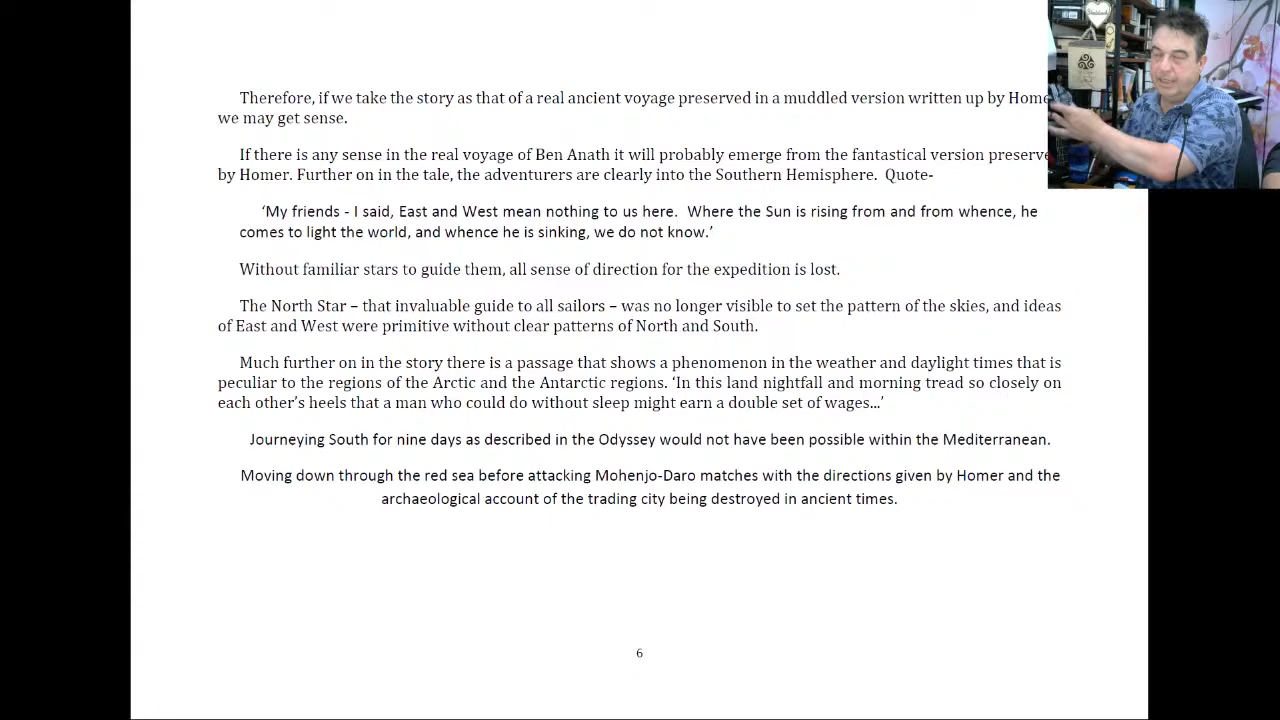 Therefore, if we take the story as that of a real ancient voyage preserved in a muddled version written up by Home
we may get sense.
If there is any sense in the real voyage of Ben Anath it will probably emerge from the fantastical version preserve
by Homer. Further on in the tale, the adventurers are clearly into the Southern Hemisphere. Quote-
‘My friends - I said, East and West mean nothing to us here. Where the Sun is rising from and from whence, he
comes to light the world, and whence he is sinking, we do not know.’
Without familiar stars to guide them, all sense of direction for the expedition is lost.
The North Star – that invaluable guide to all sailors – was no longer visible to set the pattern of the skies, and ideas
of East and West were primitive without clear patterns of North and South.
Much further on in the story there is a passage that shows a phenomenon in the weather and daylight times that is
peculiar to the regions of the Arctic and the Antarctic regions. ‘In this land nightfall and morning tread so closely on
each other’s heels that a man who could do without sleep might earn a double set of wages…’
Journeying South for nine days as described in the Odyssey would not have been possible within the Mediterranean.
Moving down through the red sea before attacking Mohenjo-Daro matches with the directions given by Homer and the
archaeological account of the trading city being destroyed in ancient times.
6